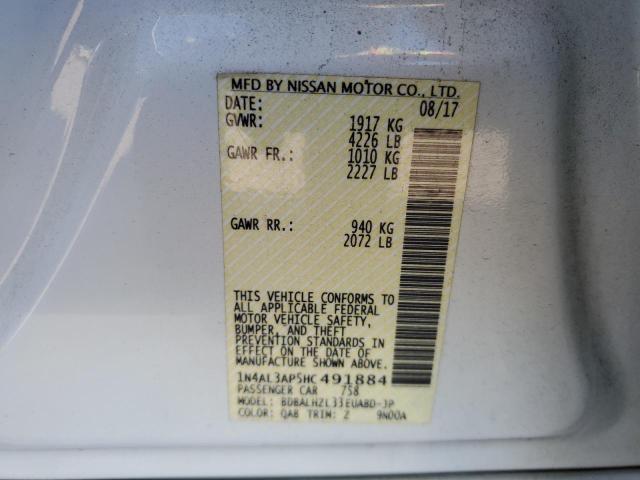 MFD BY NISSAN MOTOR CO., LTD.
DATE: 08/17
GVWR: 1917 KG
4226 LB
GAWR FR.: 1010 KG
2227 LB
GAWR RR.: 940 KG
2072 LB
THIS VEHICLE CONFORMS TO
ALL APPLICABLE FEDERAL
MOTOR VEHICLE SAFETY,
BUMPER, AND THEFT
PREVENTION STANDARDS IN
EFFECT ON THE DATE OF
MANUFACTURE SHOWN ABOVE.
1N4AL3AP5HC491884
PASSENGER CAR 758
MODEL: BDBALHZL33EUABD-JP
COLOR: QAB TRIM: Z 9N00A